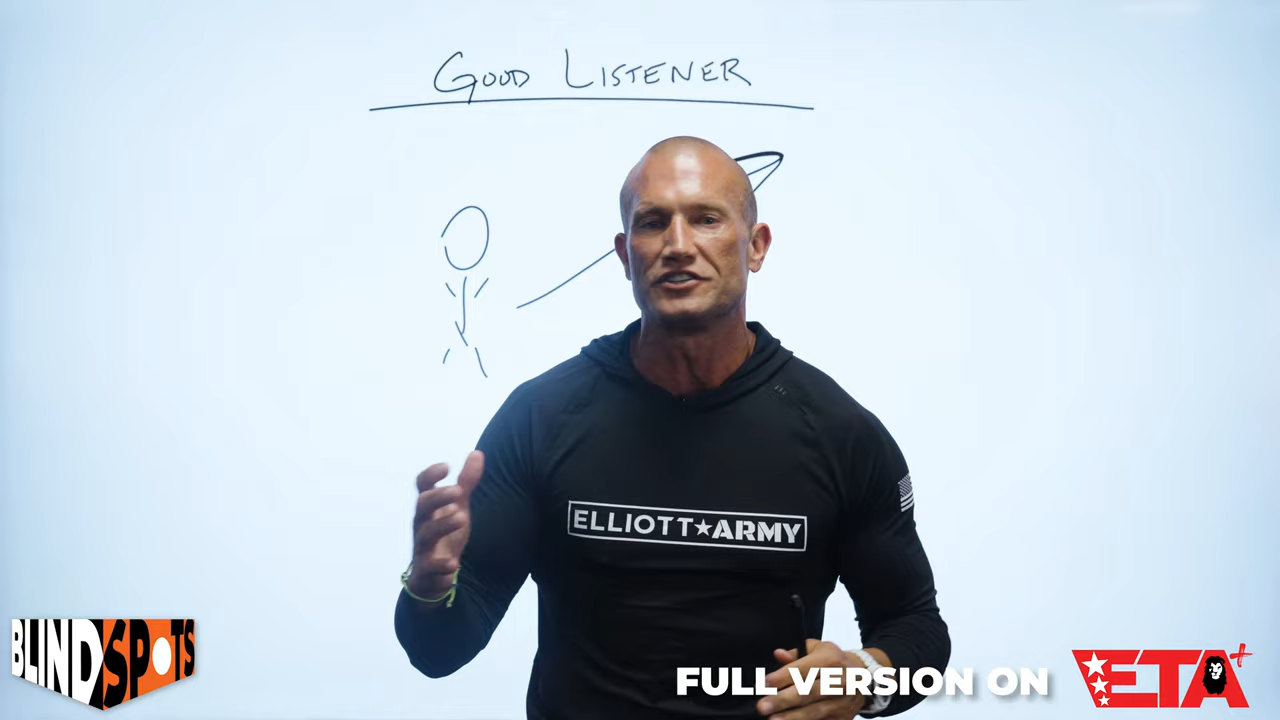 GOOD LISTENER
ELLIOTT★ARMY
BLINDSPOTS
FULL VERSION ON ETA+